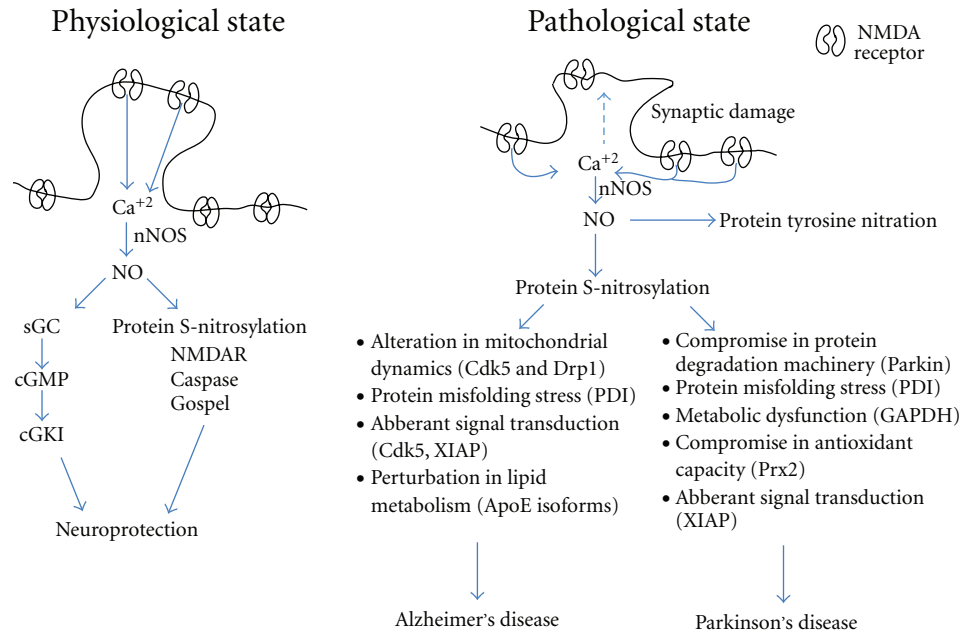 Physiological state
Ca+2
nNOS
NO
sGC
cGMP
cGKI
Protein S-nitrosylation
NMDAR
Caspase
Gospel
Neuroprotection
Pathological state
NMDA
receptor
Synaptic damage
Ca+2
nNOS
NO
Protein tyrosine nitration
Protein S-nitrosylation
• Alteration in mitochondrial
dynamics (Cdk5 and Drp1)
• Protein misfolding stress (PDI)
• Abberant signal transduction
(Cdk5, XIAP)
• Perturbation in lipid
metabolism (ApoE isoforms)
Alzheimer's disease
• Compromise in protein
degradation machinery (Parkin)
• Protein misfolding stress (PDI)
• Metabolic dysfunction (GAPDH)
• Compromise in antioxidant
capacity (Prx2)
• Abberant signal transduction
(XIAP)
Parkinson's disease